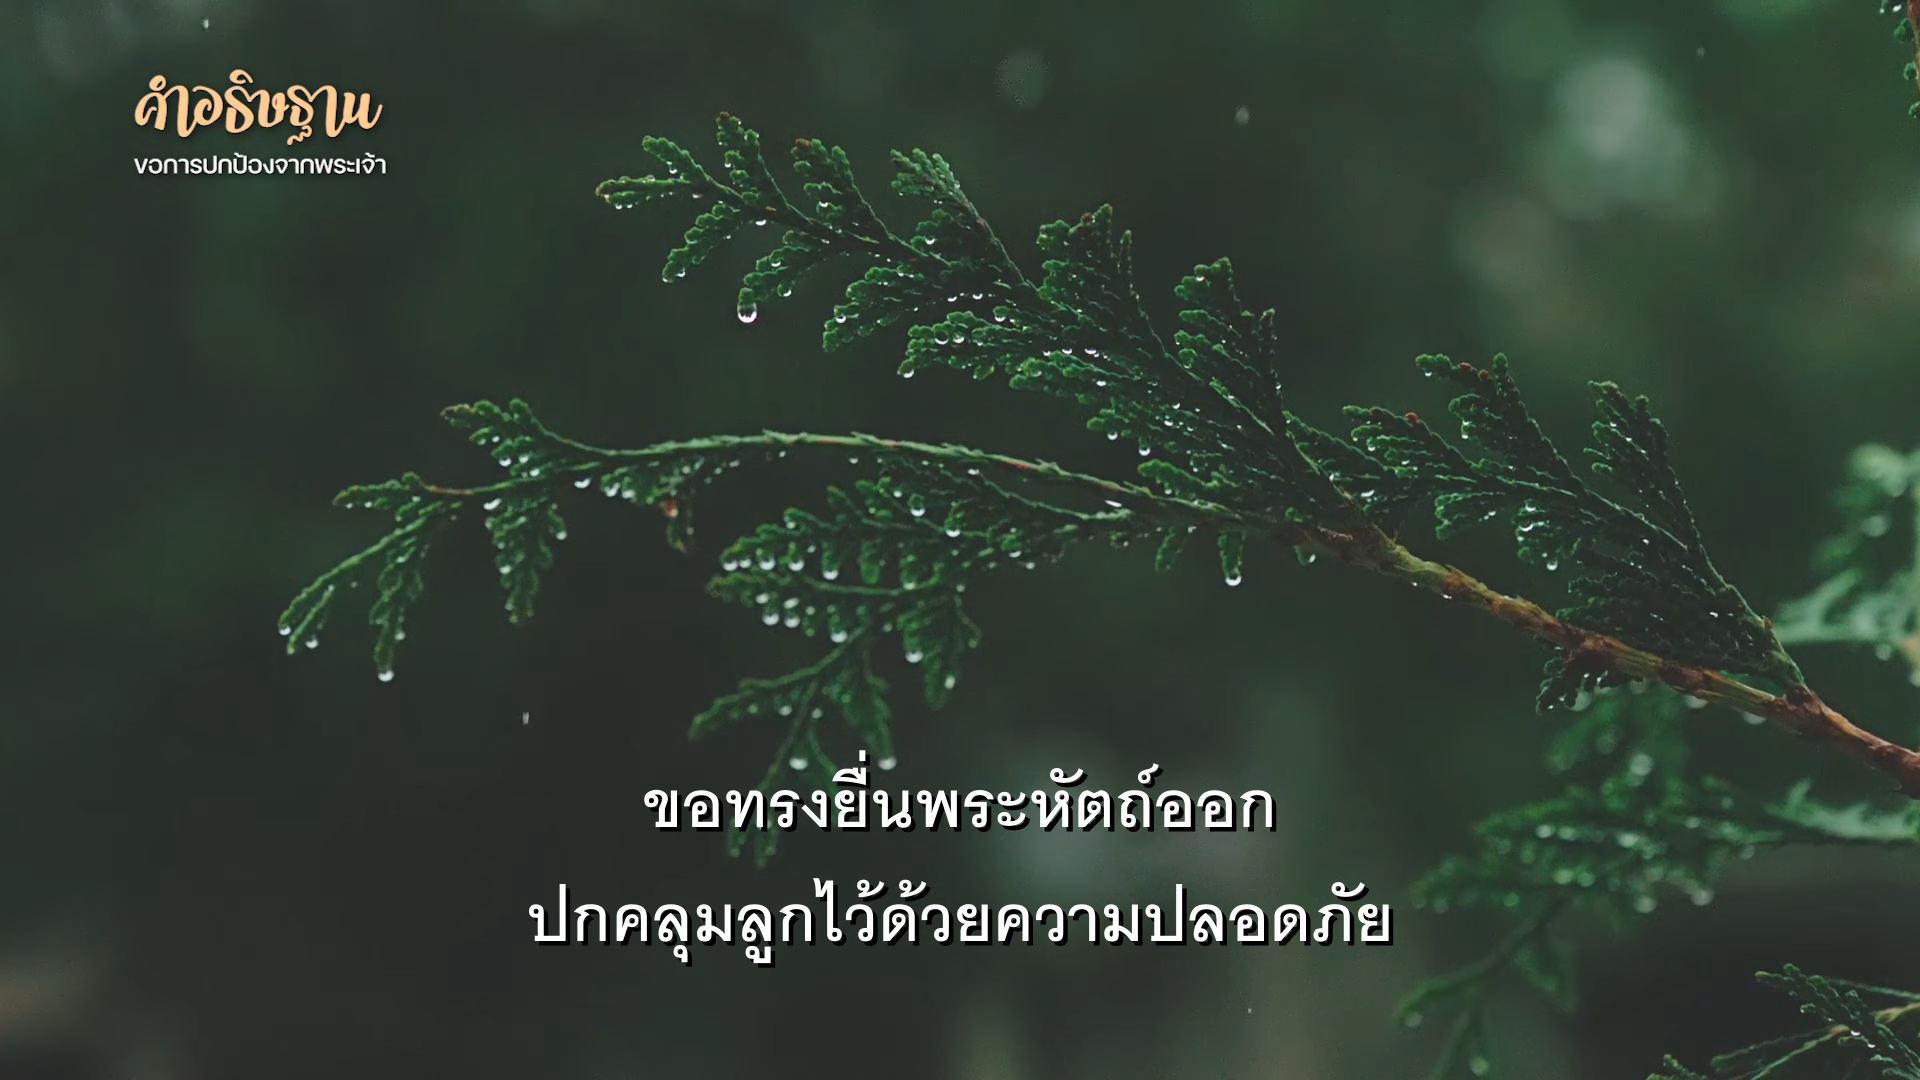 คำอธิษฐาน
ขอการปกป้องจากพระเจ้า
ขอทรงยื่นพระหัตถ์ออก
ปกคลุมลูกไว้ด้วยความปลอดภัย